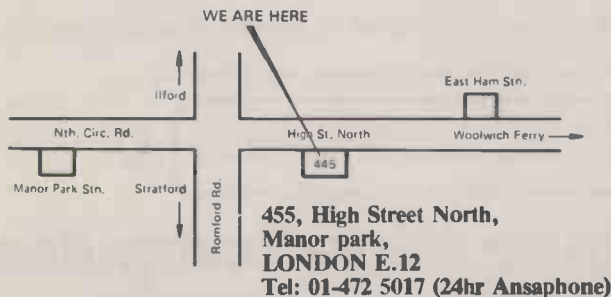 WE ARE HERE
Ilford
East Ham Stn.
Nth. Circ. Rd.
High St. North
Woolwich Ferry
445
Manor Park Stn.
Stratford
Romford Rd.
455, High Street North,
Manor park,
LONDON E.12
Tel: 01-472 5017 (24hr Ansaphone)